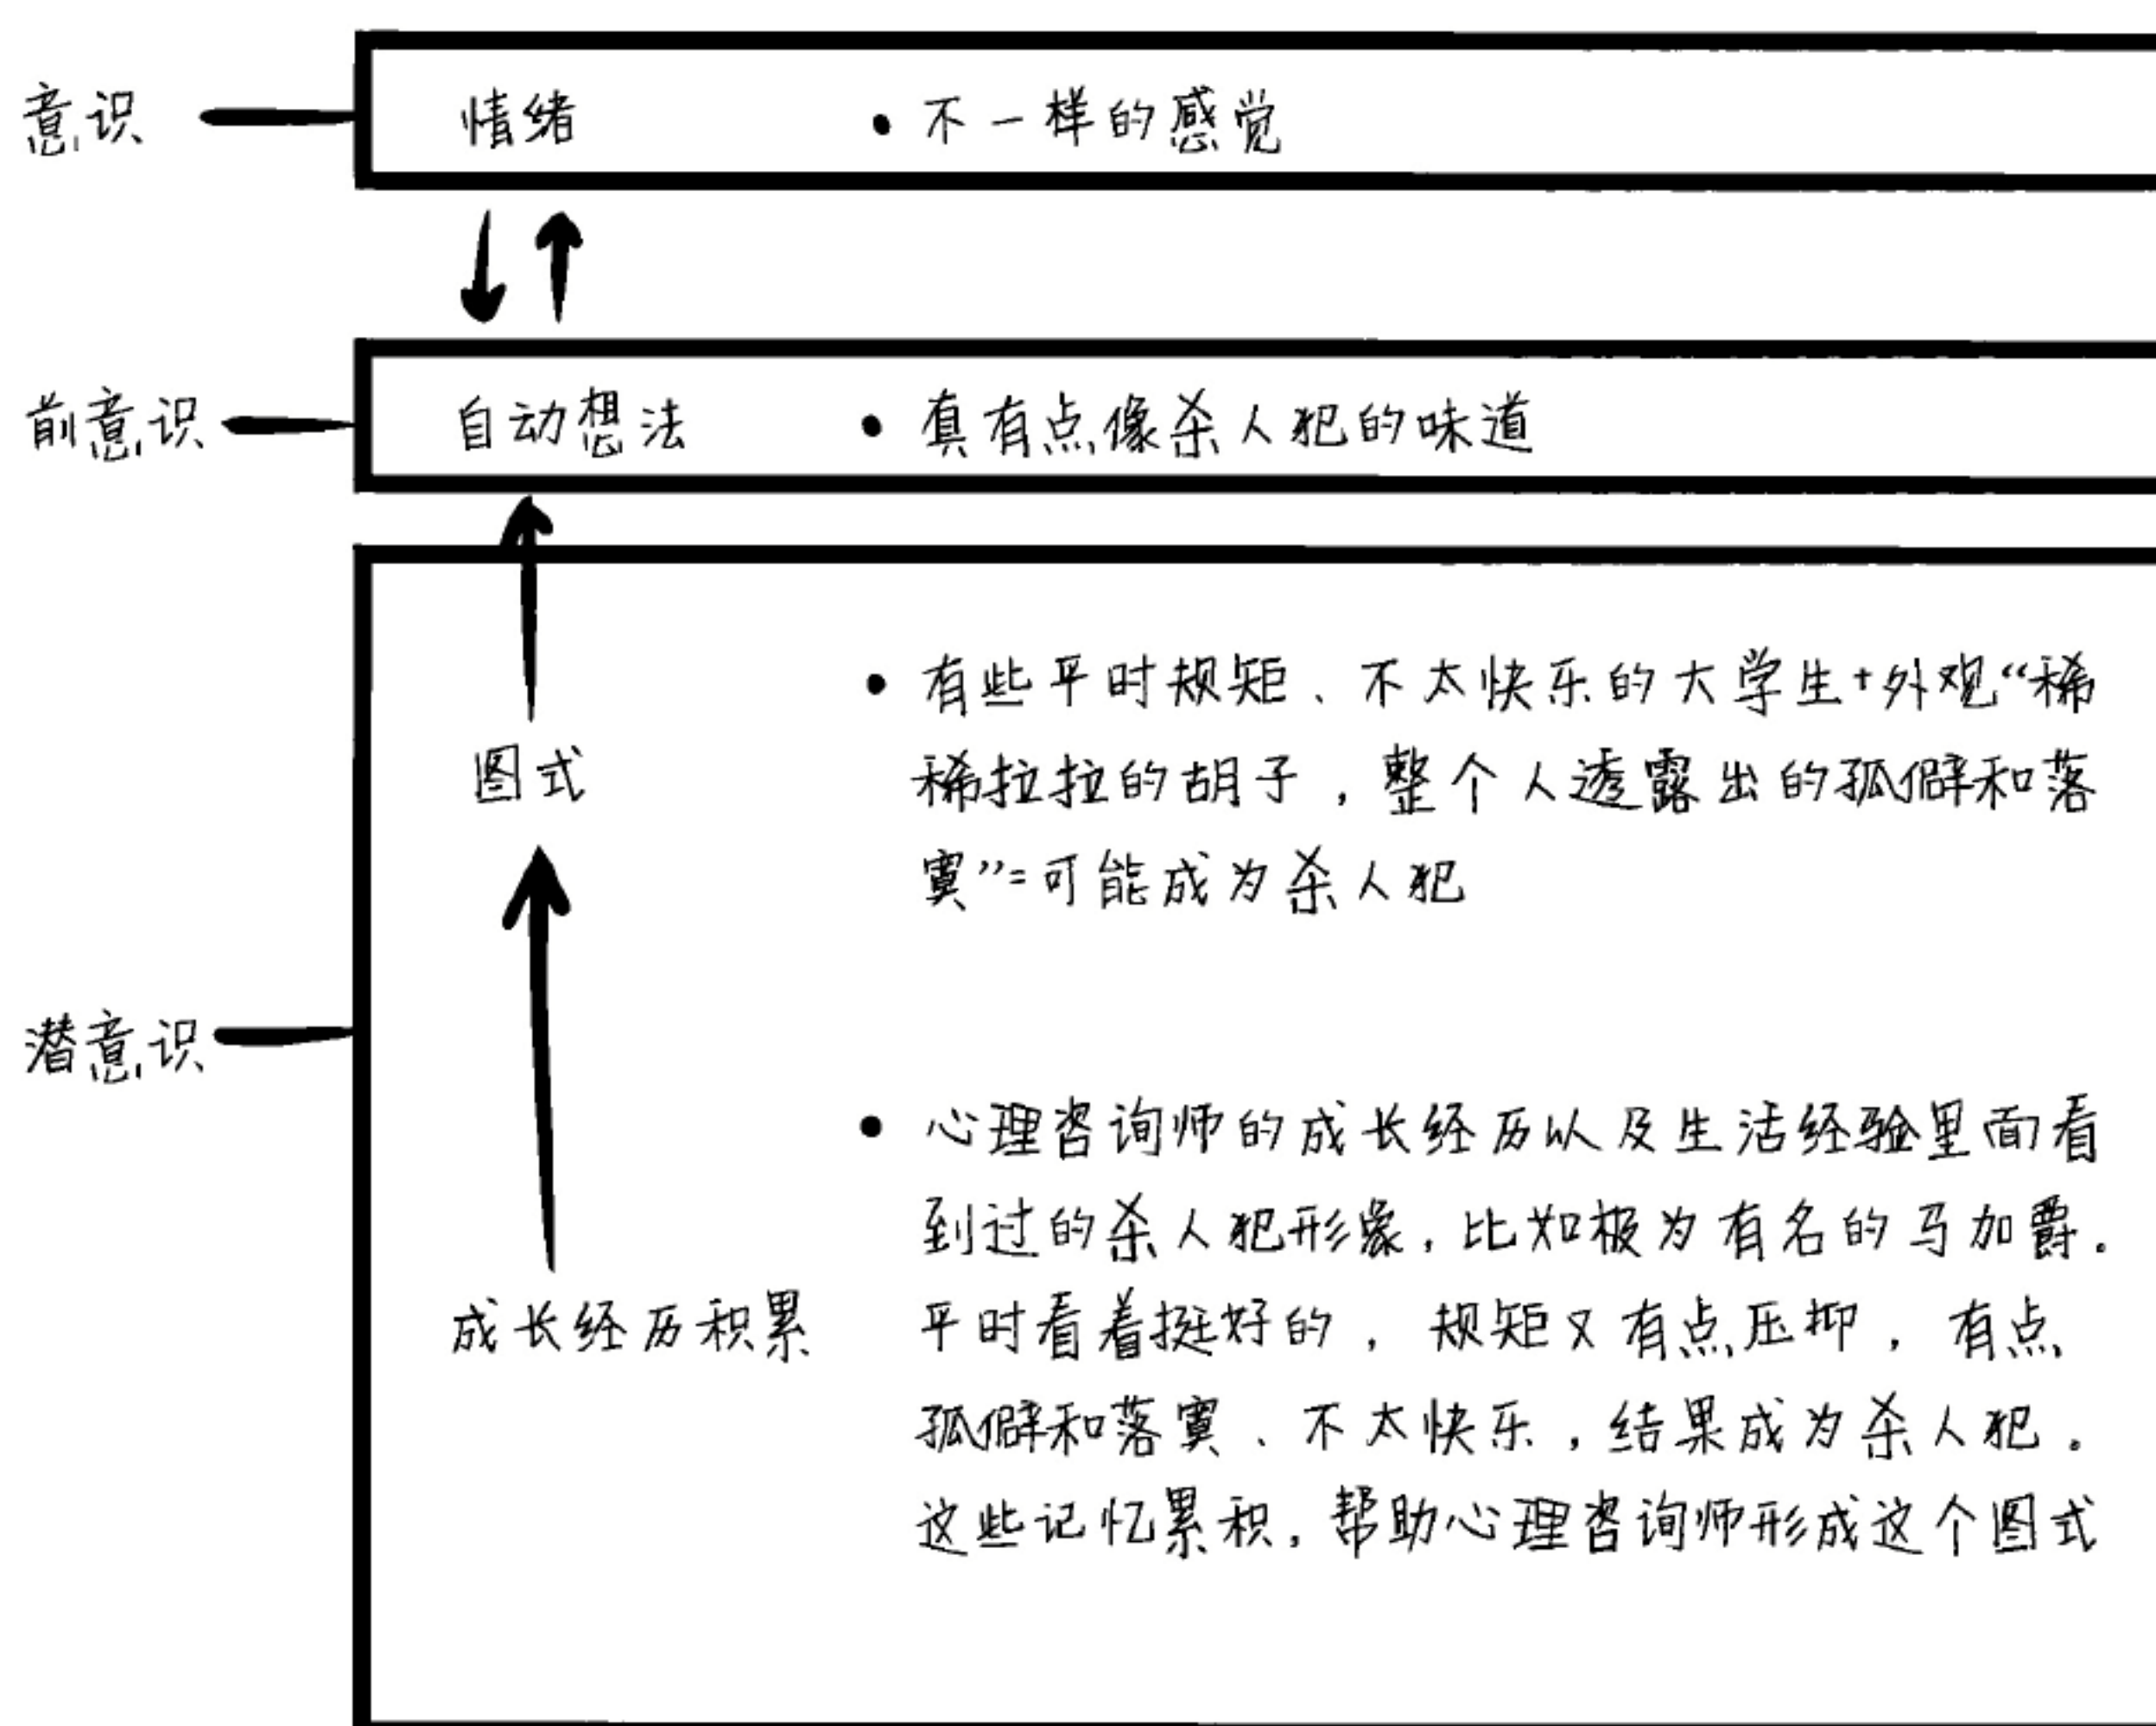 意识
情绪
• 不一样的感觉
前意识
自动想法
• 真有点像杀人犯的味道
潜意识
图式
• 有些平时规矩、不太快乐的大学生+外观“稀
稀拉拉的胡子，整个人透露出的孤僻和落
寞”=可能成为杀人犯
成长经历积累
• 心理咨询师的成长经历以及生活经验里面看
到过的杀人犯形象，比如极为有名的马加爵。
平时看着挺好的，规矩又有点压抑，有点
孤僻和落寞、不太快乐，结果成为杀人犯。
这些记忆累积，帮助心理咨询师形成这个图式